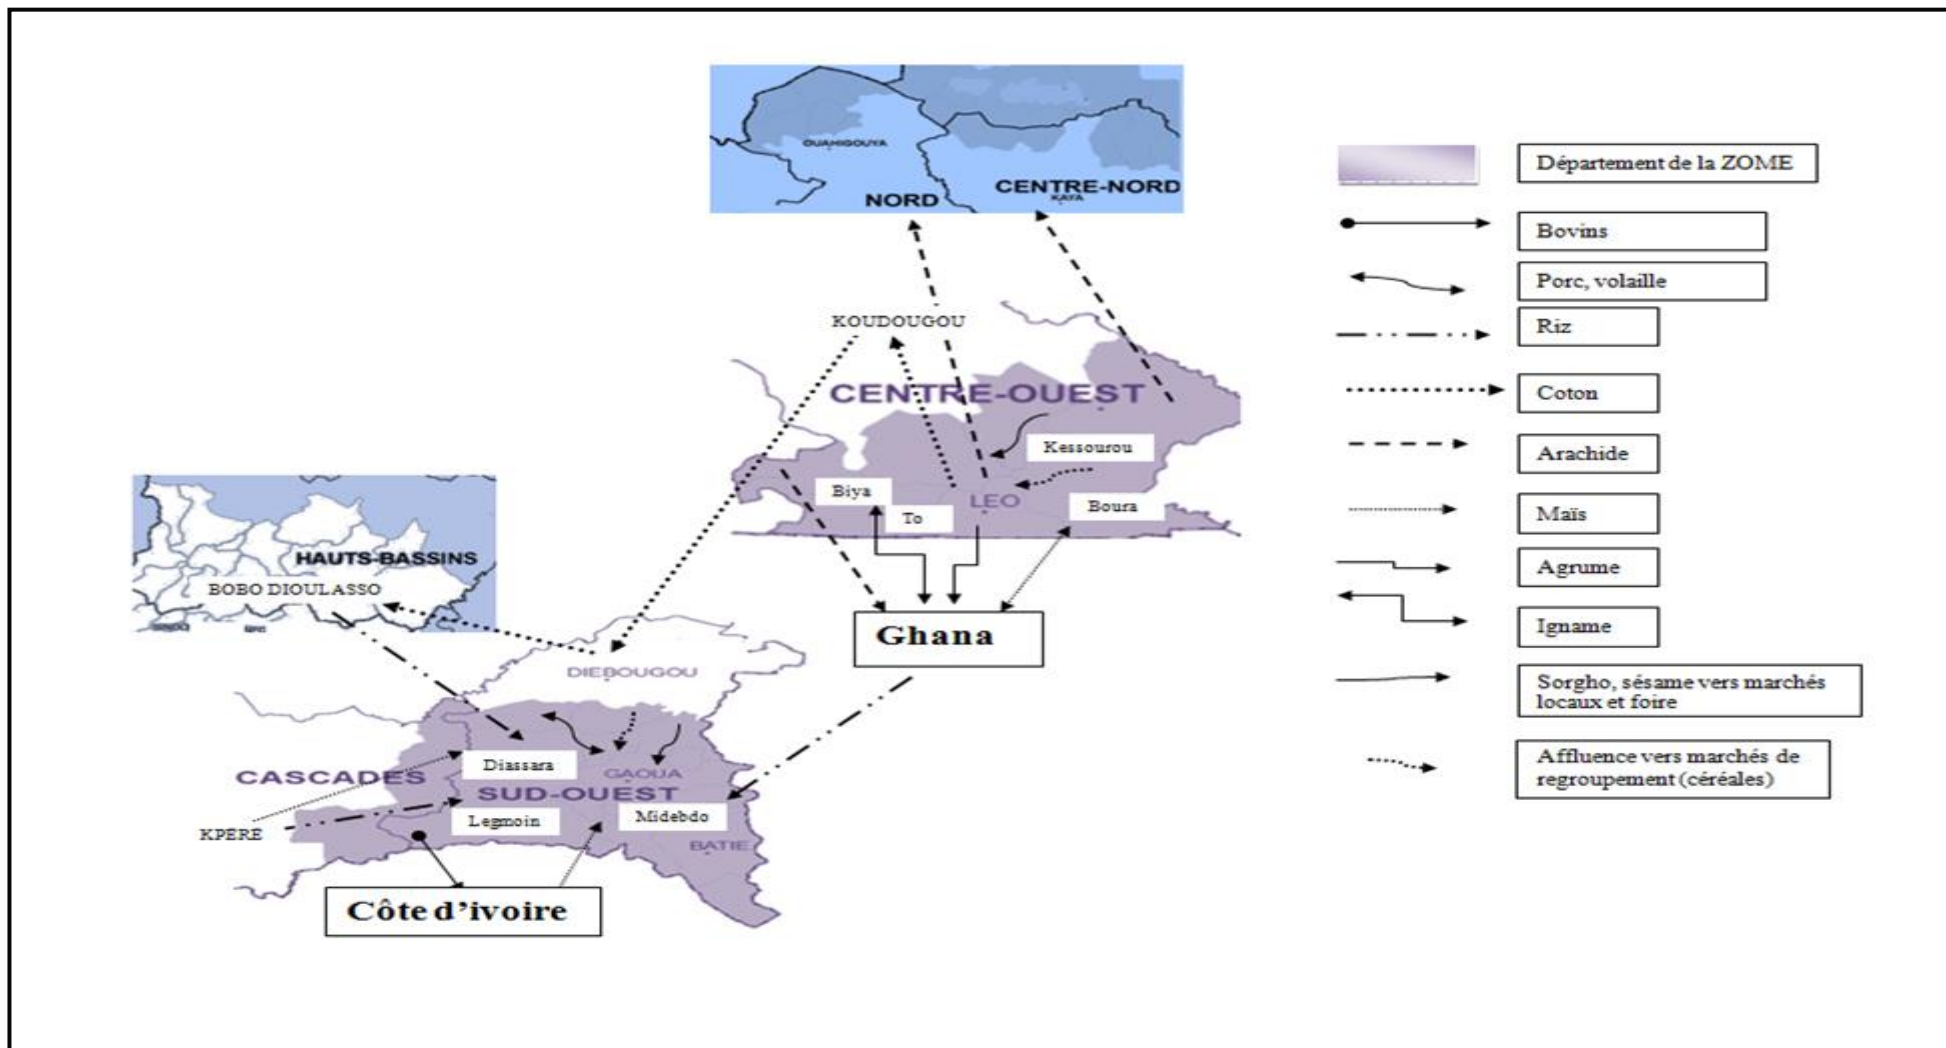 OUAHIGOUYA
NORD
CENTRE-NORD
KAYA
KOUDOUGOU
CENTRE-OUEST
Kessourou
Biya
To
LEO
Boura
HAUTS-BASSINS
BOBO DIOULASSO
Ghana
DIEBOUGOU
Diassara
GAOUA
CASCADES
SUD-OUEST
Legmoin
Midebdo
KPERE
BATIE
Côte d’ivoire
Département de la ZOME
Bovins
Porc, volaille
Riz
Coton
Arachide
Maïs
Agrume
Igname
Sorgho, sésame vers marchés
locaux et foire
Affluence vers marchés de
regroupement (céréales)